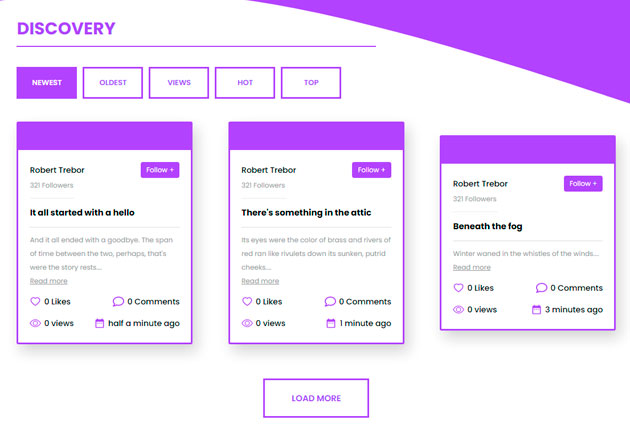 DISCOVERY
NEWEST
OLDEST
VIEWS
HOT
TOP
Robert Trebor
Follow +
321 Followers
It all started with a hello
And it all ended with a goodbye. The span
of time between the two, perhaps, that's
were the story rests....
Read more
0 Likes
0 Comments
0 views
half a minute ago
Robert Trebor
Follow +
321 Followers
There's something in the attic
Its eyes were the color of brass and rivers of
red ran like rivulets down its sunken, putrid
cheeks....
Read more
0 Likes
0 Comments
0 views
1 minute ago
Robert Trebor
Follow +
321 Followers
Beneath the fog
Winter waned in the whistles of the winds....
Read more
0 Likes
0 Comments
0 views
3 minutes ago
LOAD MORE